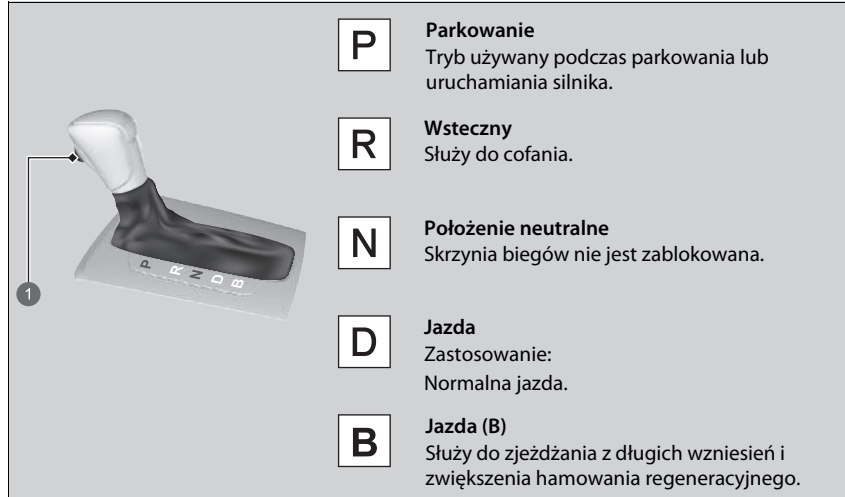 P
Parkowanie
Tryb używany podczas parkowania lub
uruchamiania silnika.
R
Wsteczny
Służy do cofania.
N
Położenie neutralne
Skrzynia biegów nie jest zablokowana.
D
Jazda
Zastosowanie:
Normalna jazda.
B
Jazda (B)
Służy do zjeżdżania z długich wzniesień i
zwiększenia hamowania regeneracyjnego.
P R N D B
1